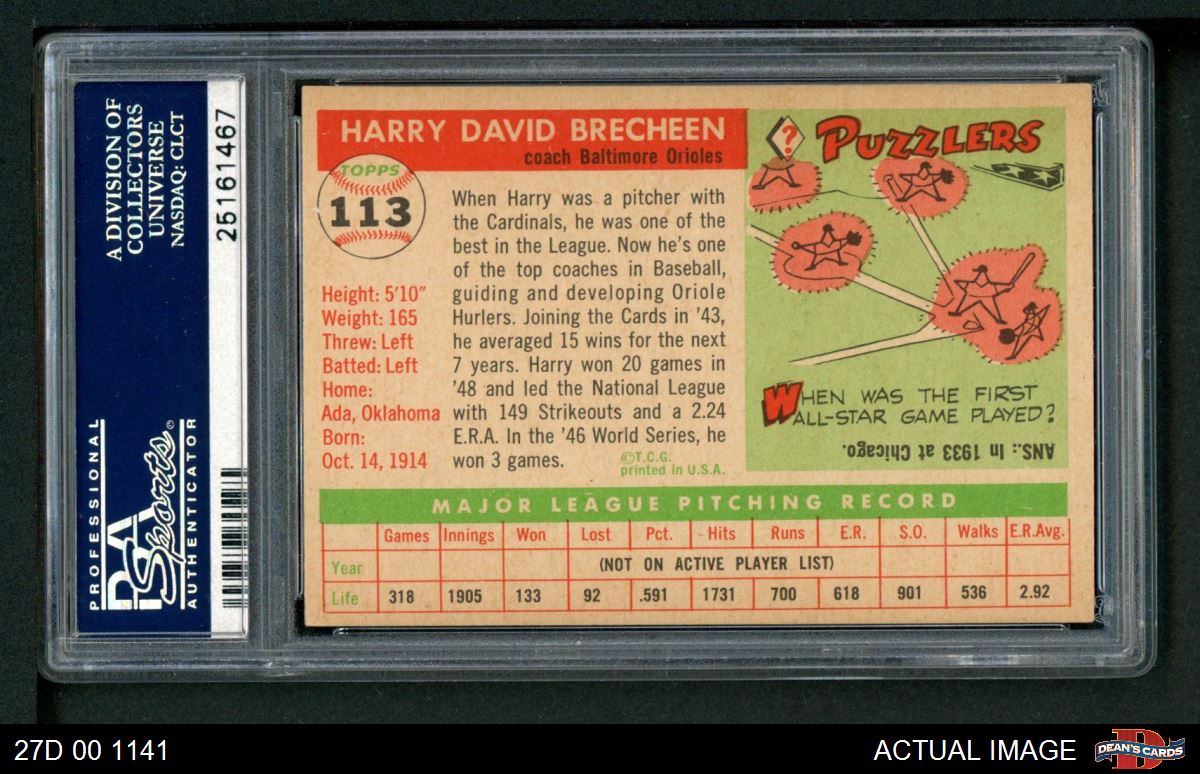 A DIVISION OF
COLLECTORS
UNIVERSE
NASDAQ: CLCT
25161467
PROFESSIONAL
PSA
Sports®
AUTHENTICATOR
HARRY DAVID BRECHEEN
coach Baltimore Orioles
TOPPS
113
Height: 5'10"
Weight: 165
Threw: Left
Batted: Left
Home:
Ada, Oklahoma
Born:
Oct. 14, 1914
When Harry was a pitcher with
the Cardinals, he was one of the
best in the League. Now he's one
of the top coaches in Baseball,
guiding and developing Oriole
Hurlers. Joining the Cards in '43,
he averaged 15 wins for the next
7 years. Harry won 20 games in
'48 and led the National League
with 149 Strikeouts and a 2.24
E.R.A. In the '46 World Series, he
won 3 games.
©T.C.G.
printed in U.S.A.
? PUZZLERS
WHEN WAS THE FIRST
ALL-STAR GAME PLAYED?
ANS.: In 1933 at Chicago.
MAJOR LEAGUE PITCHING RECORD
Games Innings Won Lost Pct. Hits Runs E.R. S.O. Walks E.R.Avg.
Year (NOT ON ACTIVE PLAYER LIST)
Life 318 1905 133 92 .591 1731 700 618 901 536 2.92
27D 00 1141
ACTUAL IMAGE
DEAN'S CARDS